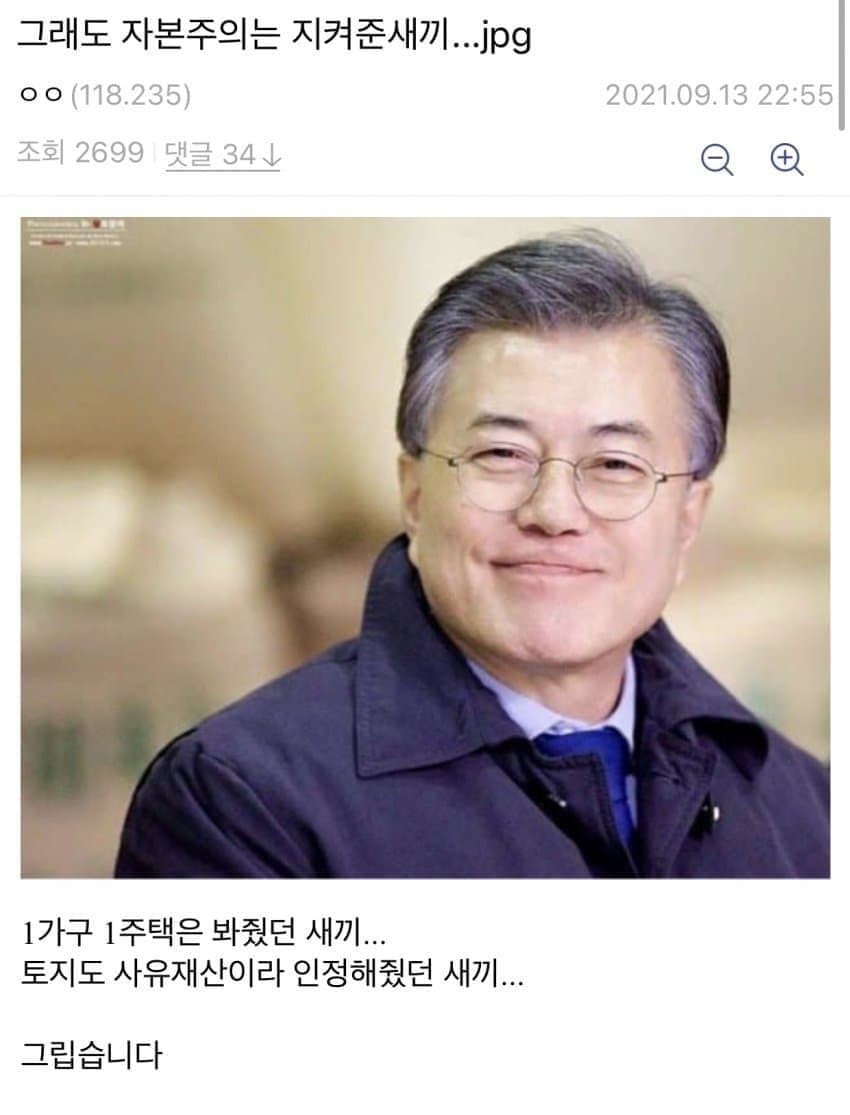 그래도 자본주의는 지켜준새끼...jpg
ㅇㅇ(118.235)
2021.09.13 22:55
조회 2699
댓글 34↓
1가구 1주택은 봐줬던 새끼...
토지도 사유재산이라 인정해줬던 새끼...
그립습니다